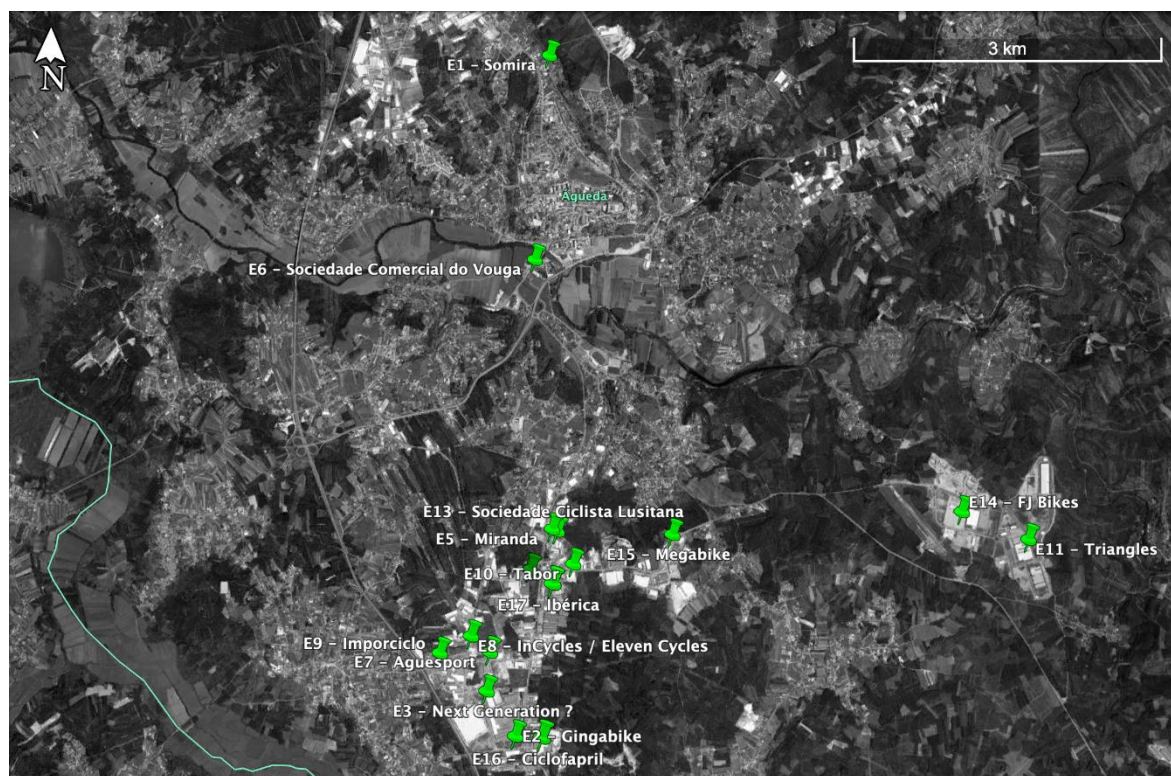 E1 – Somira
3 km
N
Águeda
E6 – Sociedade Comercial do Vouga
E14 – FJ Bikes
E13 – Sociedade Ciclista Lusitana
E5 – Miranda
E15 – Megabike
E11 – Triangles
E10 – Tabor
E17 – Ibérica
E9 – Imporciclo
E8 – InCycles / Eleven Cycles
E7 – Aguesport
E3 – Next Generation ?
E2 – Gingabike
E16 – Ciclofapril